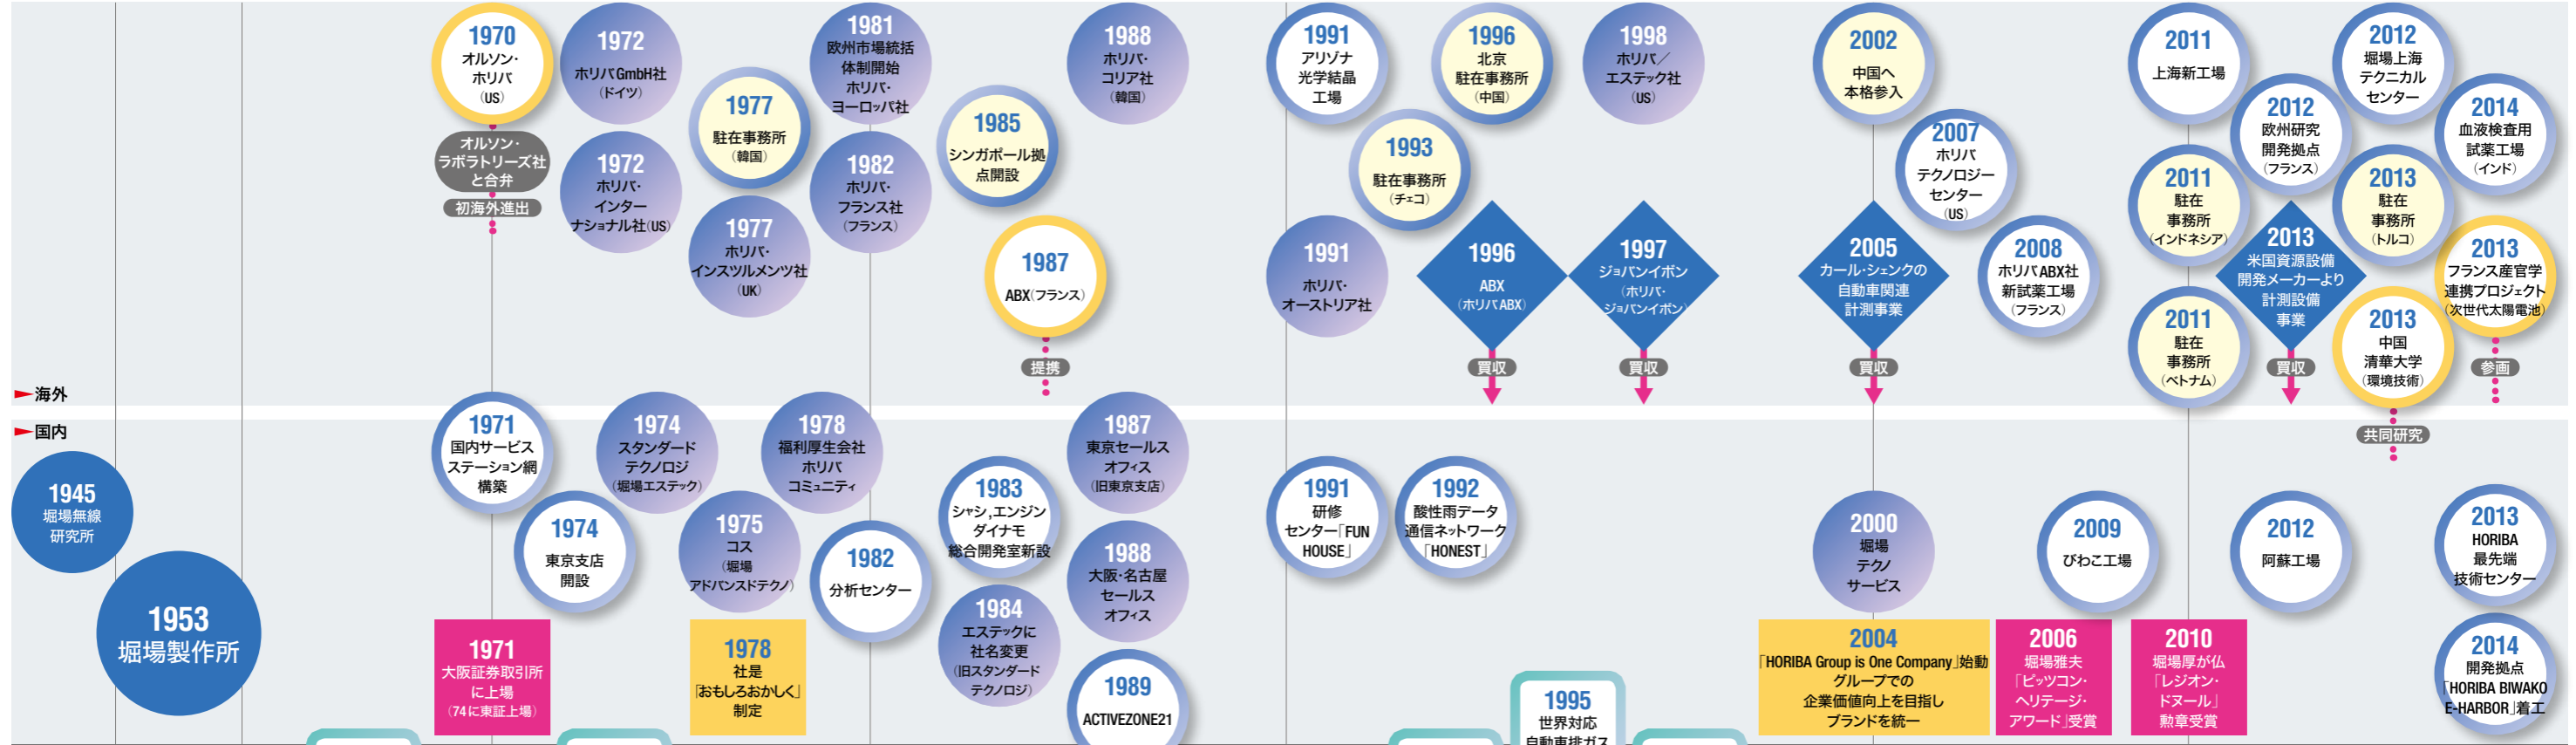 1970
オルソン・
ホリバ
(US)
オルソン・
ラボラトリーズ社
と合弁
初海外進出
1972
ホリバGmbH社
(ドイツ)
1972
ホリバ・
インター
ナショナル社(US)
1977
駐在事務所
(韓国)
1977
ホリバ・
インスツルメンツ社
(UK)
1981
欧州市場統括
体制開始
ホリバ・
ヨーロッパ社
1982
ホリバ・
フランス社
(フランス)
1985
シンガポール拠
点開設
1987
ABX(フランス)
提携
1988
ホリバ・
コリア社
(韓国)
1991
アリゾナ
光学結晶
工場
1991
ホリバ・
オーストリア社
1993
駐在事務所
(チェコ)
1996
北京
駐在事務所
(中国)
1996
ABX
(ホリバABX)
買収
1998
ホリバ/
エステック社
(US)
1997
ジョバンイボン
(ホリバ・
ジョバンイボン)
買収
2002
中国へ
本格参入
2005
カール・シェンクの
自動車関連
計測事業
買収
2007
ホリバ
テクノロジー
センター
(US)
2008
ホリバABX社
新試薬工場
(フランス)
2011
上海新工場
2011
駐在
事務所
(インドネシア)
2011
駐在
事務所
(ベトナム)
2012
欧州研究
開発拠点
(フランス)
2013
米国資源設備
開発メーカーより
計測設備
事業
買収
2012
堀場上海
テクニカル
センター
2013
駐在
事務所
(トルコ)
2013
中国
清華大学
(環境技術)
共同研究
2014
血液検査用
試薬工場
(インド)
2013
フランス産官学
連携プロジェクト
(次世代太陽電池)
参画
海外
国内
1945
堀場無線
研究所
1953
堀場製作所
1971
国内サービス
ステーション網
構築
1971
大阪証券取引所
に上場
(74に東証上場)
1974
東京支店
開設
1974
スタンダード
テクノロジ
(堀場エステック)
1975
コス
(堀場
アドバンスドテクノ)
1978
社是
「おもしろおかしく」
制定
1978
福利厚生会社
ホリバ
コミュニティ
1982
分析センター
1983
シャシ,エンジン
ダイナモ
総合開発室新設
1984
エステックに
社名変更
(旧スタンダード
テクノロジ)
1987
東京セールス
オフィス
(旧東京支店)
1988
大阪・名古屋
セールス
オフィス
1989
ACTIVEZONE21
1991
研修
センター「FUN
HOUSE」
1992
酸性雨データ
通信ネットワーク
「HONEST」
1995
世界対応
自動車排ガス
2000
堀場
テクノ
サービス
2004
「HORIBA Group is One Company」始動
グループでの
企業価値向上を目指し
ブランドを統一
2006
堀場雅夫
「ピッツコン・
ヘリテージ・
アワード」受賞
2009
びわこ工場
2010
堀場厚が仏
「レジオン・
ドヌール」
勲章受賞
2012
阿蘇工場
2013
HORIBA
最先端
技術センター
2014
開発拠点
「HORIBA BIWAKO
E-HARBOR」着工